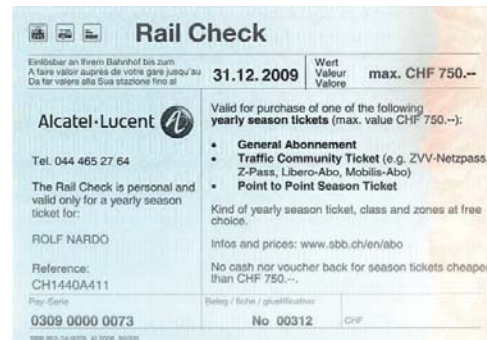 Rail Check
Einlösbar an Ihrem Bahnhof bis zum
A faire valoir auprès de votre gare jusqu'au
Da far valere alla Sua stazione fino al
31.12.2009
Wert
Valeur
Valore
max. CHF 750.--
Alcatel·Lucent
Tel. 044 465 27 64
The Rail Check is personal and
valid only for a yearly season
ticket for:
ROLF NARDO
Reference:
CH1440A411
Valid for purchase of one of the following
yearly season tickets (max. value CHF 750.--):
• General Abonnement
• Traffic Community Ticket (e.g. ZVV-Netzpass,
Z-Pass, Libero-Abo, Mobilis-Abo)
• Point to Point Season Ticket
Kind of yearly season ticket, class and zones at free
choice.
Infos and prices: www.sbb.ch/en/abo
No cash nor voucher back for season tickets cheape
than CHF 750.--.
Pay-Serie
0309 0000 0073
Beleg / fiche / giustificativo
No 00312
CHF